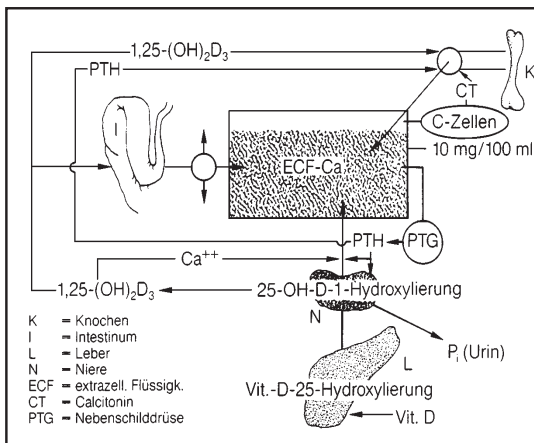 1,25-(OH)₂D₃
PTH
K
CT
C-Zellen
I
10 mg/100 ml
ECF-Ca
PTH
PTG
Ca++
1,25-(OH)₂D₃
25-OH-D-1-Hydroxylierung
N
K = Knochen
I = Intestinum
L = Leber
N = Niere
ECF = extrazell. Flüssigk.
CT = Calcitonin
PTG = Nebenschilddrüse
Pᵢ (Urin)
L
Vit.-D-25-Hydroxylierung
Vit. D